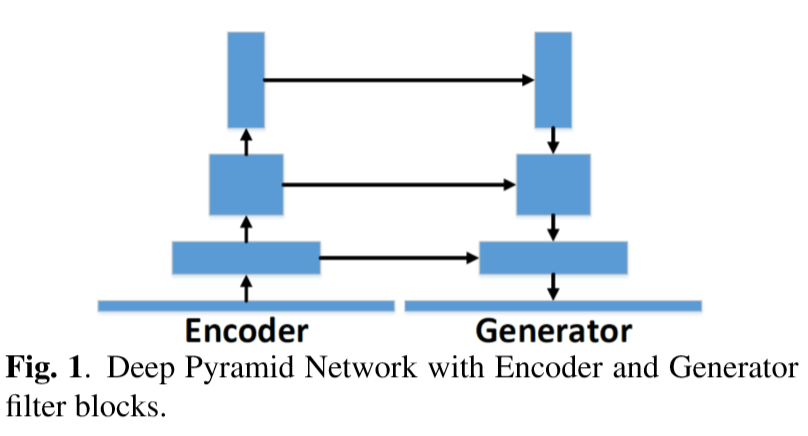 Encoder Generator
Fig. 1. Deep Pyramid Network with Encoder and Generator
filter blocks.